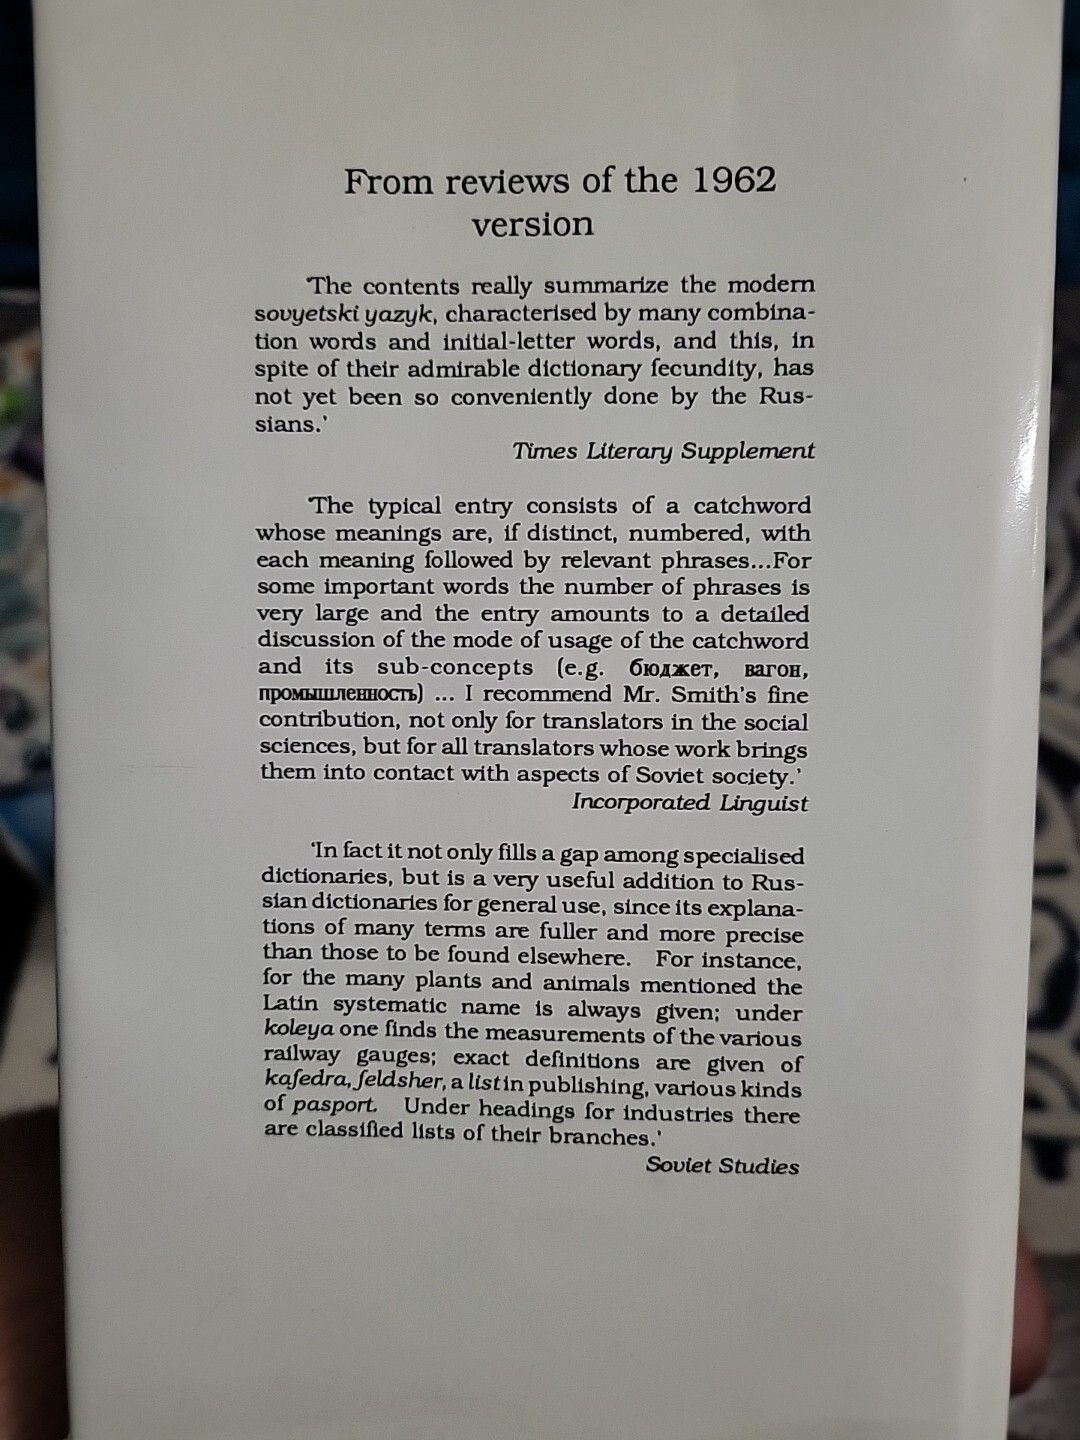 From reviews of the 1962
version
'The contents really summarize the modern
sovyetski yazyk, characterised by many combina-
tion words and initial-letter words, and this, in
spite of their admirable dictionary fecundity, has
not yet been so conveniently done by the Rus-
sians.'
Times Literary Supplement
'The typical entry consists of a catchword
whose meanings are, if distinct, numbered, with
each meaning followed by relevant phrases...For
some important words the number of phrases is
very large and the entry amounts to a detailed
discussion of the mode of usage of the catchword
and its sub-concepts (e.g. бюджет, вагон,
промышленность) ... I recommend Mr. Smith's fine
contribution, not only for translators in the social
sciences, but for all translators whose work brings
them into contact with aspects of Soviet society.'
Incorporated Linguist
'In fact it not only fills a gap among specialised
dictionaries, but is a very useful addition to Rus-
sian dictionaries for general use, since its explana-
tions of many terms are fuller and more precise
than those to be found elsewhere. For instance,
for the many plants and animals mentioned the
Latin systematic name is always given; under
koleya one finds the measurements of the various
railway gauges; exact definitions are given of
kafedra, feldsher, a list in publishing, various kinds
of pasport. Under headings for industries there
are classified lists of their branches.'
Soviet Studies